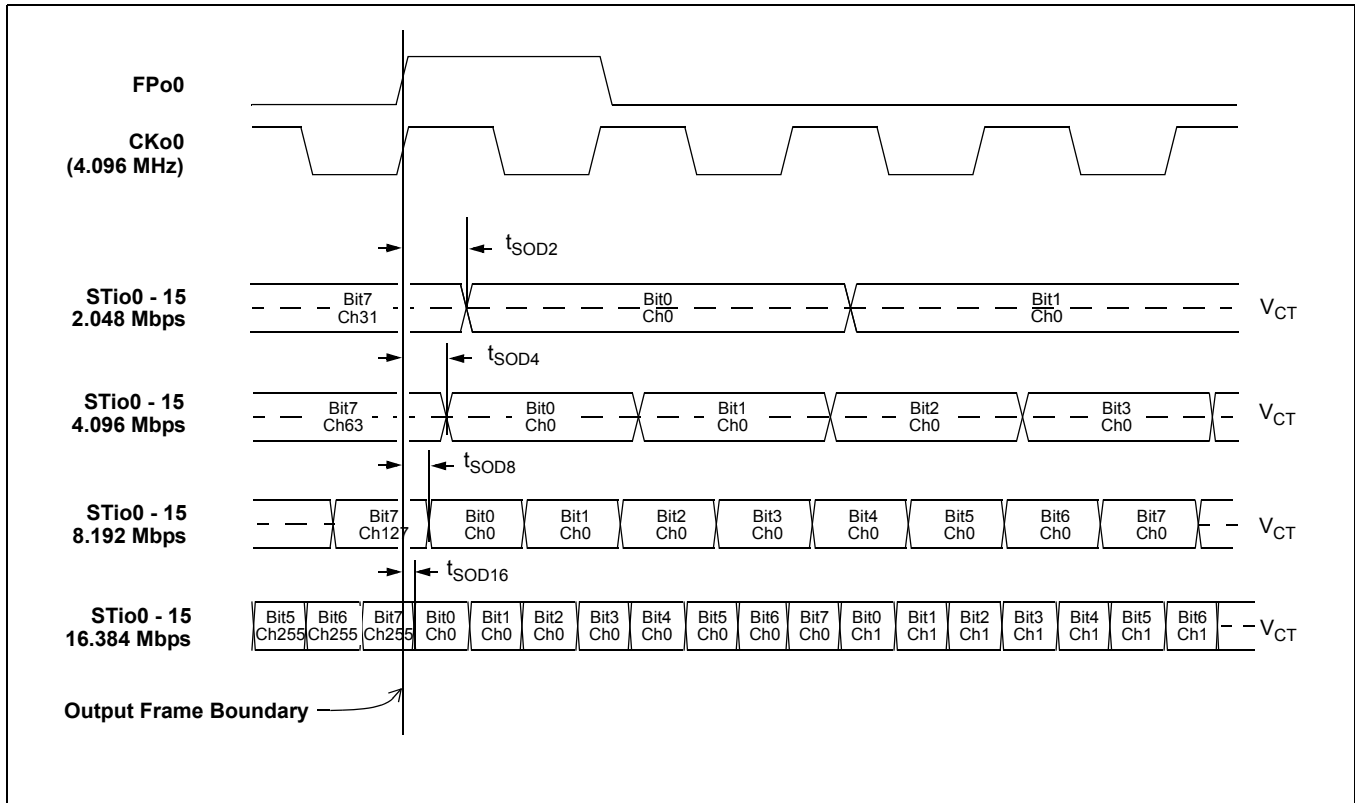 FPo0
CKo0
(4.096 MHz)
tSOD2
STio0 - 15
2.048 Mbps
Bit7
Ch31
Bit0
Ch0
Bit1
Ch0
VCT
tSOD4
STio0 - 15
4.096 Mbps
Bit7
Ch63
Bit0
Ch0
Bit1
Ch0
Bit2
Ch0
Bit3
Ch0
VCT
tSOD8
STio0 - 15
8.192 Mbps
Bit7
Ch127
Bit0
Ch0
Bit1
Ch0
Bit2
Ch0
Bit3
Ch0
Bit4
Ch0
Bit5
Ch0
Bit6
Ch0
Bit7
Ch0
VCT
tSOD16
STio0 - 15
16.384 Mbps
Bit5
Ch255
Bit6
Ch255
Bit7
Ch255
Bit0
Ch0
Bit1
Ch0
Bit2
Ch0
Bit3
Ch0
Bit4
Ch0
Bit5
Ch0
Bit6
Ch0
Bit7
Ch0
Bit0
Ch1
Bit1
Ch1
Bit2
Ch1
Bit3
Ch1
Bit4
Ch1
Bit5
Ch1
Bit6
Ch1
VCT
Output Frame Boundary